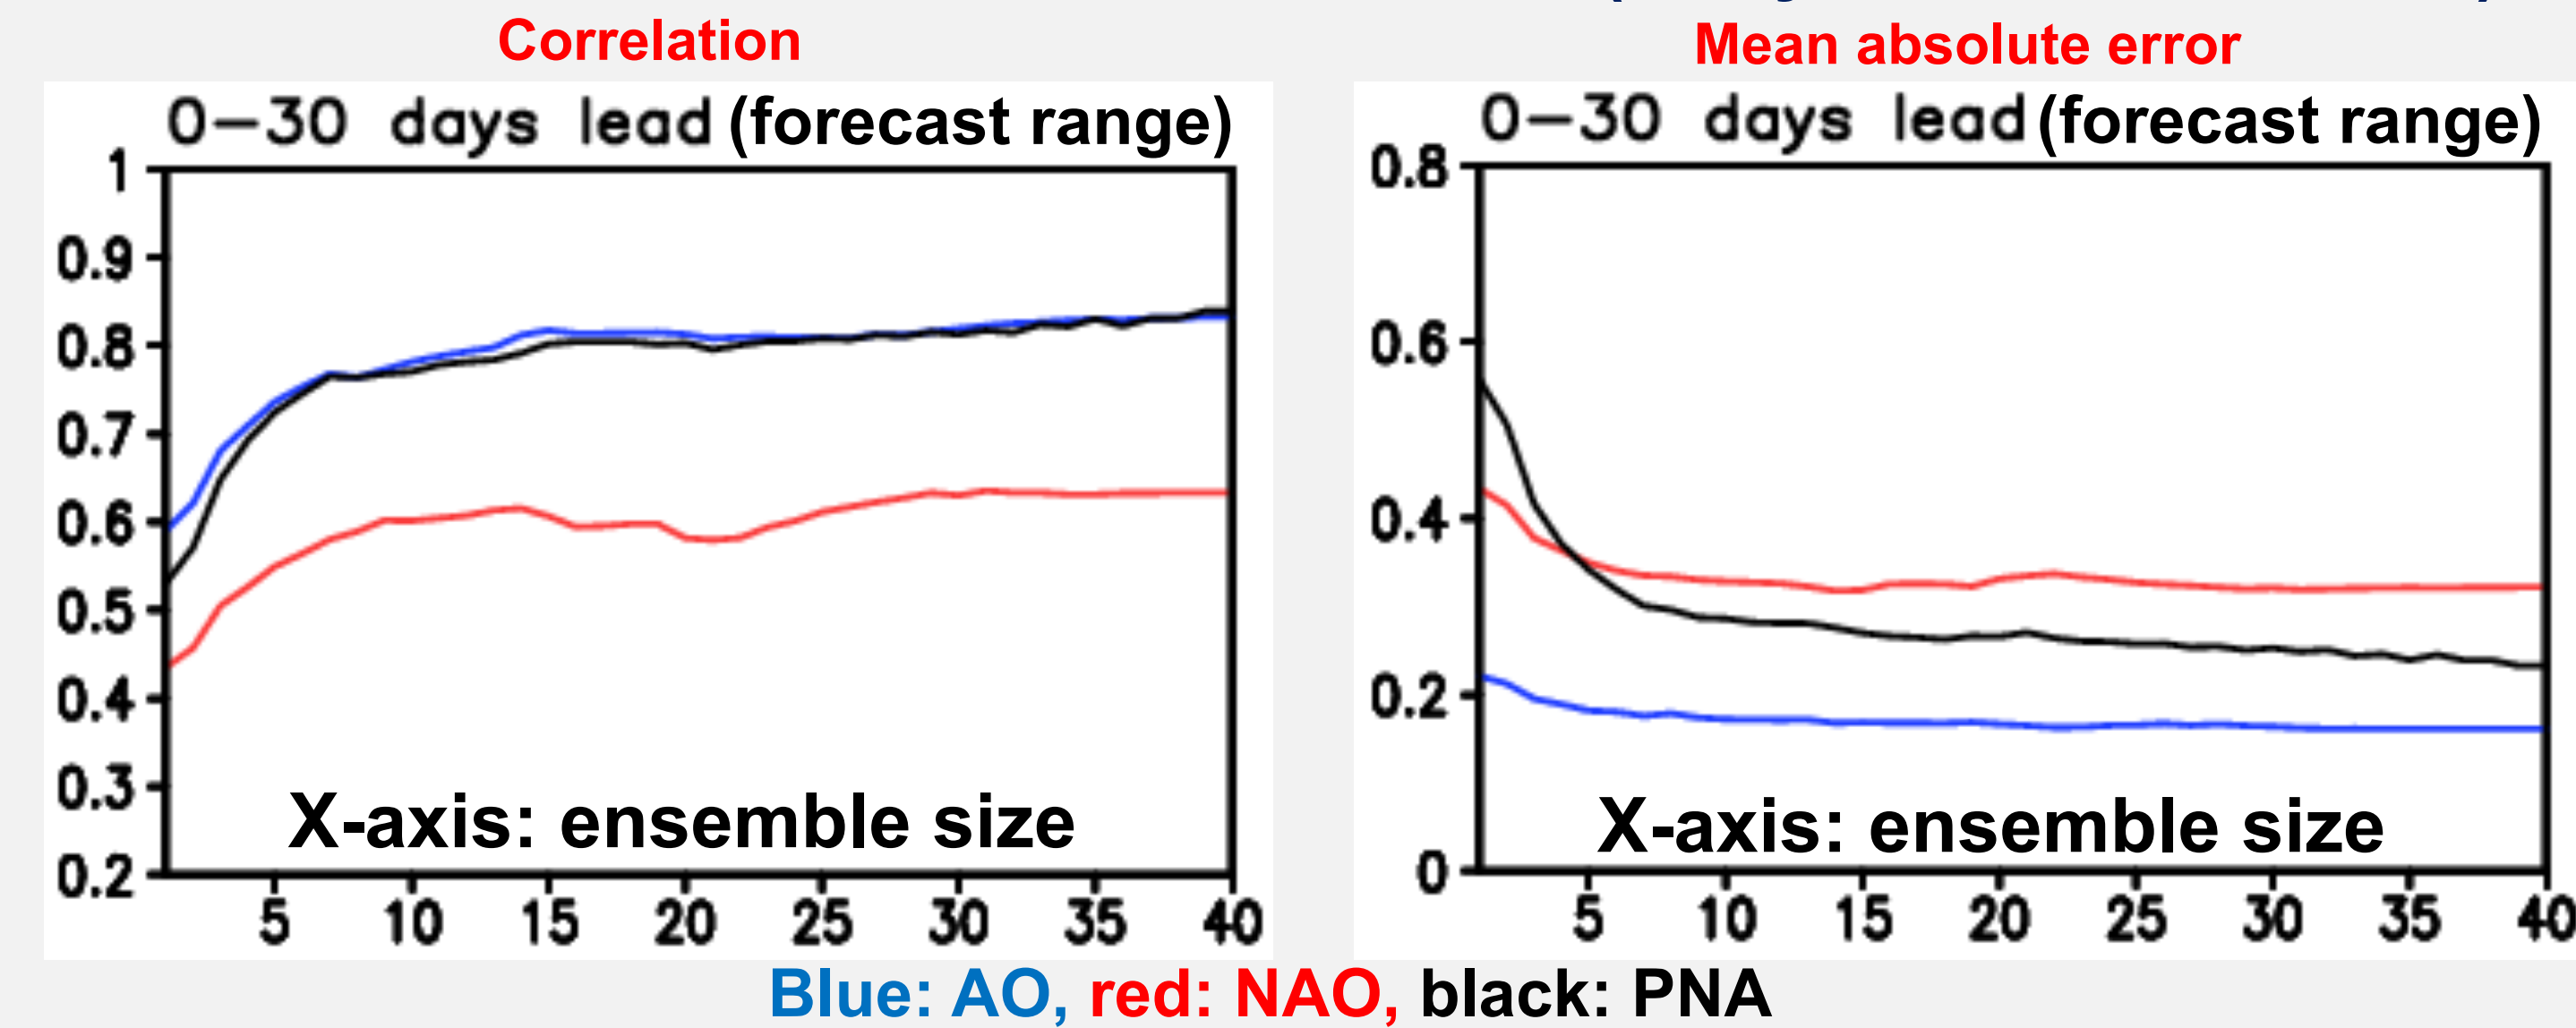 Correlation
Mean absolute error
0-30 days lead (forecast range)
1
0.9
0.8
0.7
0.6
0.5
0.4
0.3
0.2
X-axis: ensemble size
5 10 15 20 25 30 35 40
0-30 days lead (forecast range)
0.8
0.6
0.4
0.2
0
X-axis: ensemble size
5 10 15 20 25 30 35 40
Blue: AO, red: NAO, black: PNA